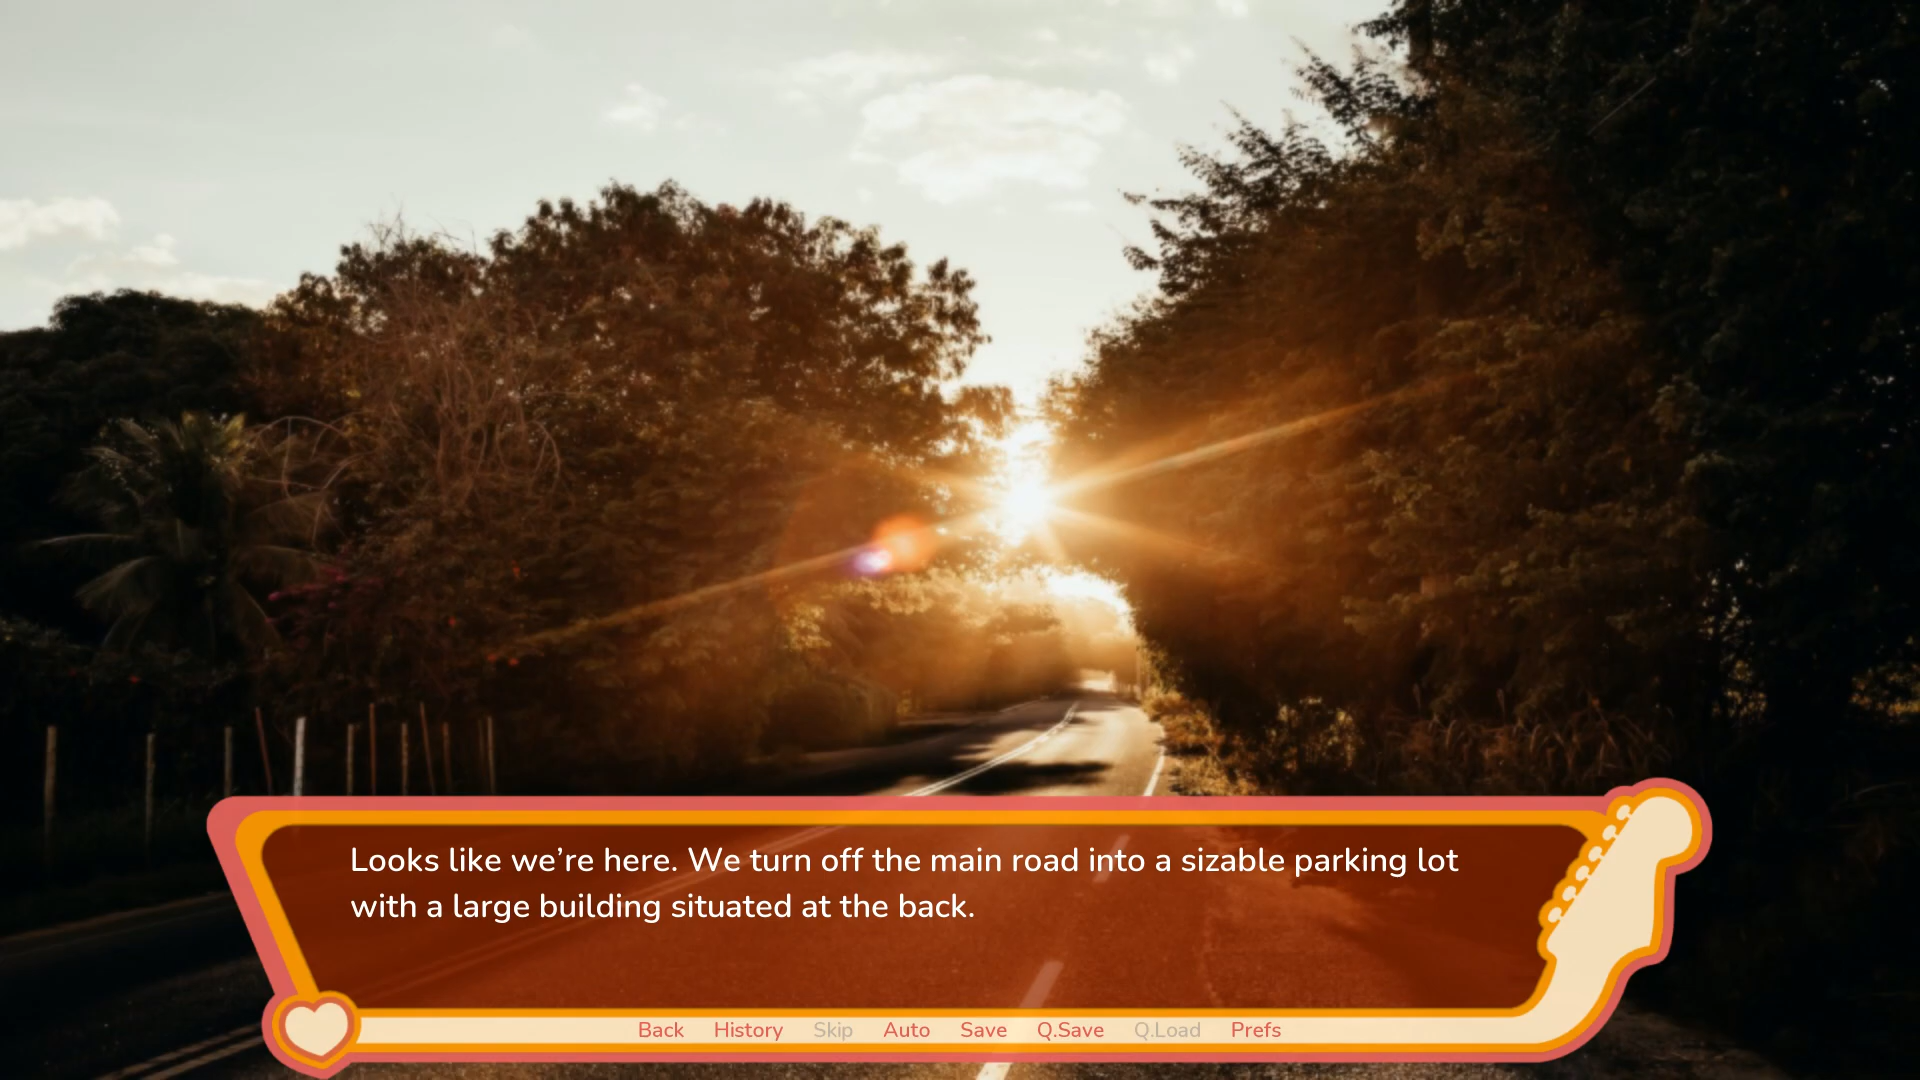 Looks like we’re here. We turn off the main road into a sizable parking lot
with a large building situated at the back.
Back History Skip Auto Save Q.Save Q.Load Prefs